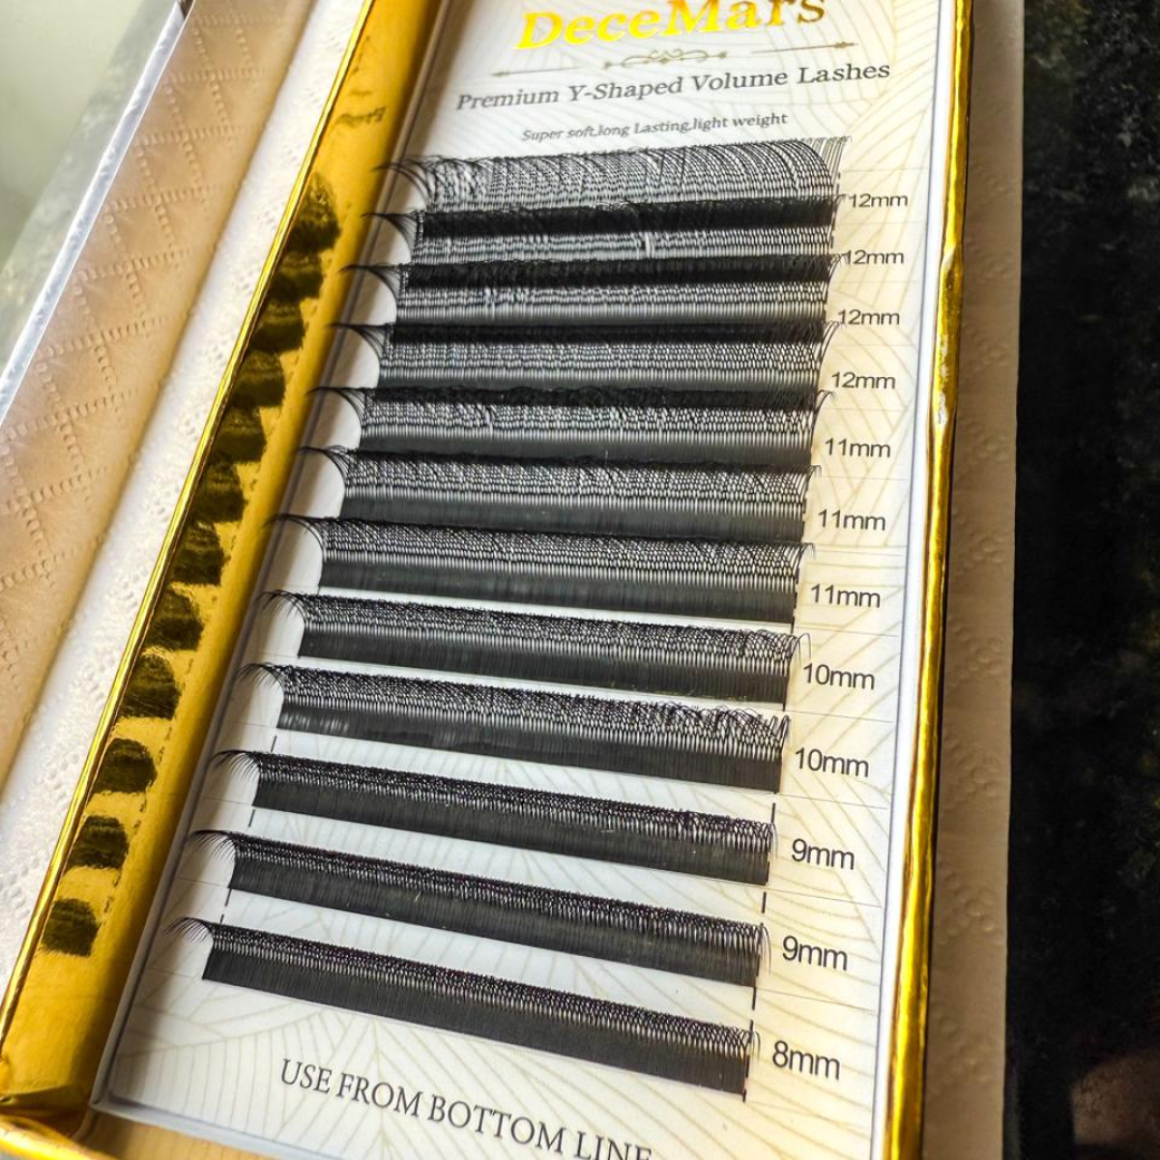 DeceMars
Premium Y-Shaped Volume Lashes
Super soft,long Lasting,light weight
12mm
12mm
12mm
12mm
11mm
11mm
11mm
10mm
10mm
9mm
9mm
8mm
USE FROM BOTTOM LINE